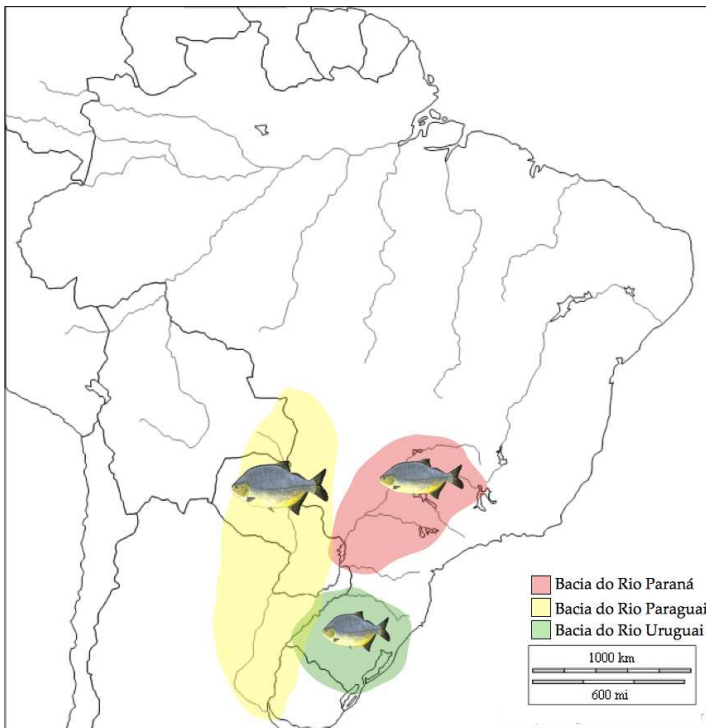 Bacia do Rio Paraná
Bacia do Rio Paraguai
Bacia do Rio Uruguai
1000 km
600 mi